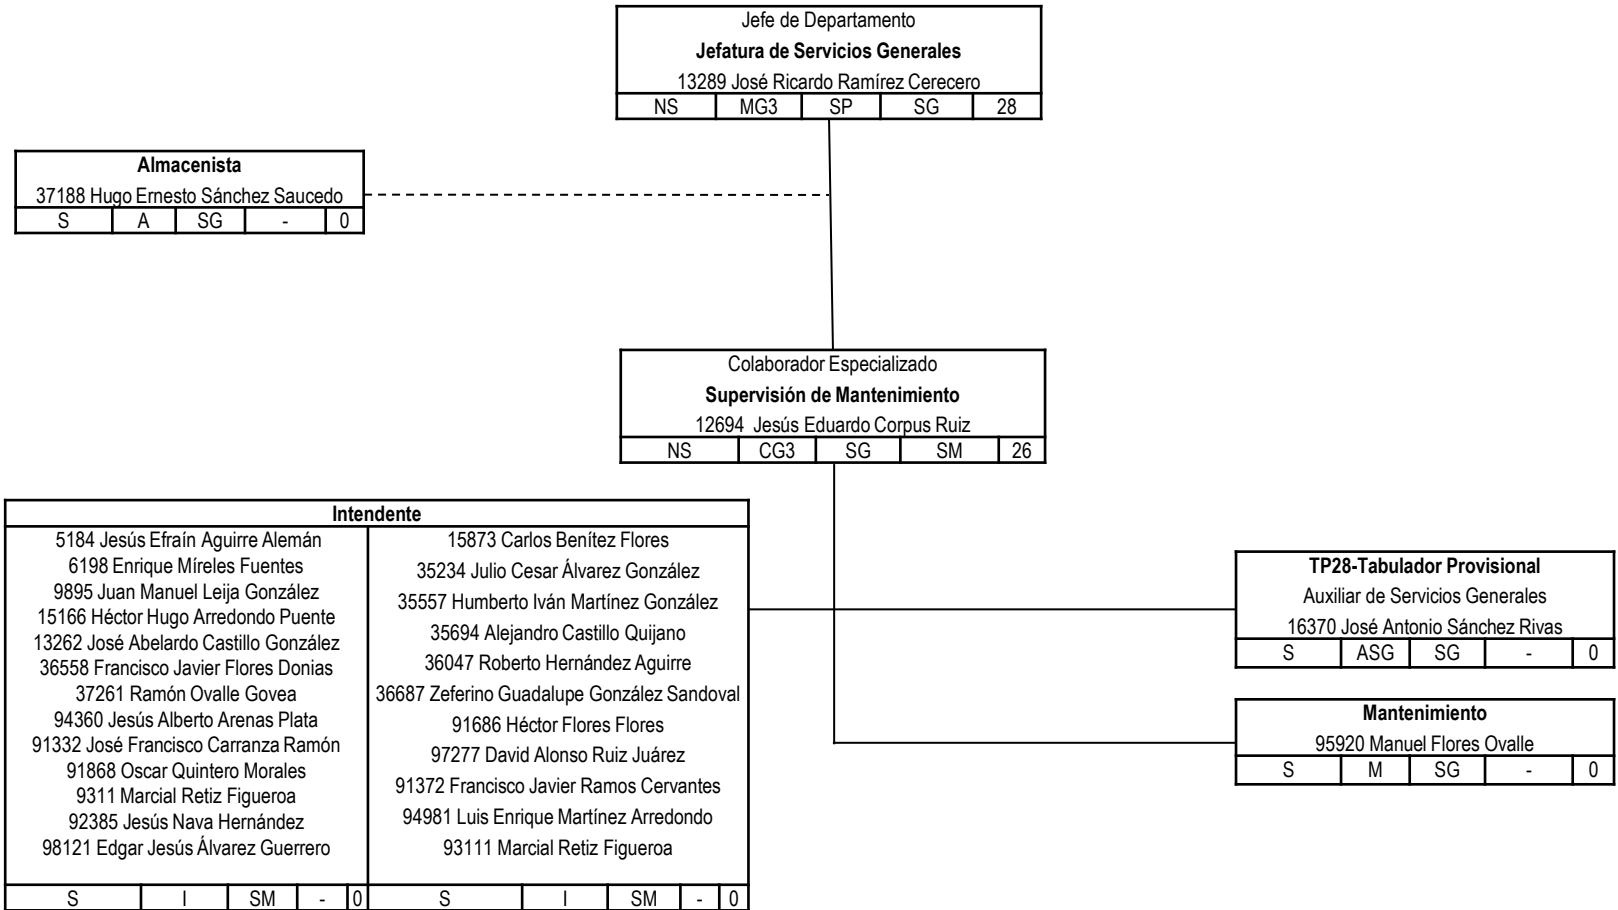 Jefe de Departamento
Jefatura de Servicios Generales
13289 José Ricardo Ramírez Cerecero
NS MG3 SP SG 28
Almacenista
37188 Hugo Ernesto Sánchez Saucedo
S A SG - 0
Colaborador Especializado
Supervisión de Mantenimiento
12694 Jesús Eduardo Corpus Ruiz
NS CG3 SG SM 26
Intendente
5184 Jesús Efraín Aguirre Alemán
6198 Enrique Míreles Fuentes
9895 Juan Manuel Leija González
15166 Héctor Hugo Arredondo Puente
13262 José Abelardo Castillo González
36558 Francisco Javier Flores Donias
37261 Ramón Ovalle Govea
94360 Jesús Alberto Arenas Plata
91332 José Francisco Carranza Ramón
91868 Oscar Quintero Morales
9311 Marcial Retiz Figueroa
92385 Jesús Nava Hernández
98121 Edgar Jesús Álvarez Guerrero
S I SM - 0
15873 Carlos Benítez Flores
35234 Julio Cesar Álvarez González
35557 Humberto Iván Martínez González
35694 Alejandro Castillo Quijano
36047 Roberto Hernández Aguirre
36687 Zeferino Guadalupe González Sandoval
91686 Héctor Flores Flores
97277 David Alonso Ruiz Juárez
91372 Francisco Javier Ramos Cervantes
94981 Luis Enrique Martínez Arredondo
93111 Marcial Retiz Figueroa
S I SM - 0
TP28-Tabulador Provisional
Auxiliar de Servicios Generales
16370 José Antonio Sánchez Rivas
S ASG SG - 0
Mantenimiento
95920 Manuel Flores Ovalle
S M SG - 0